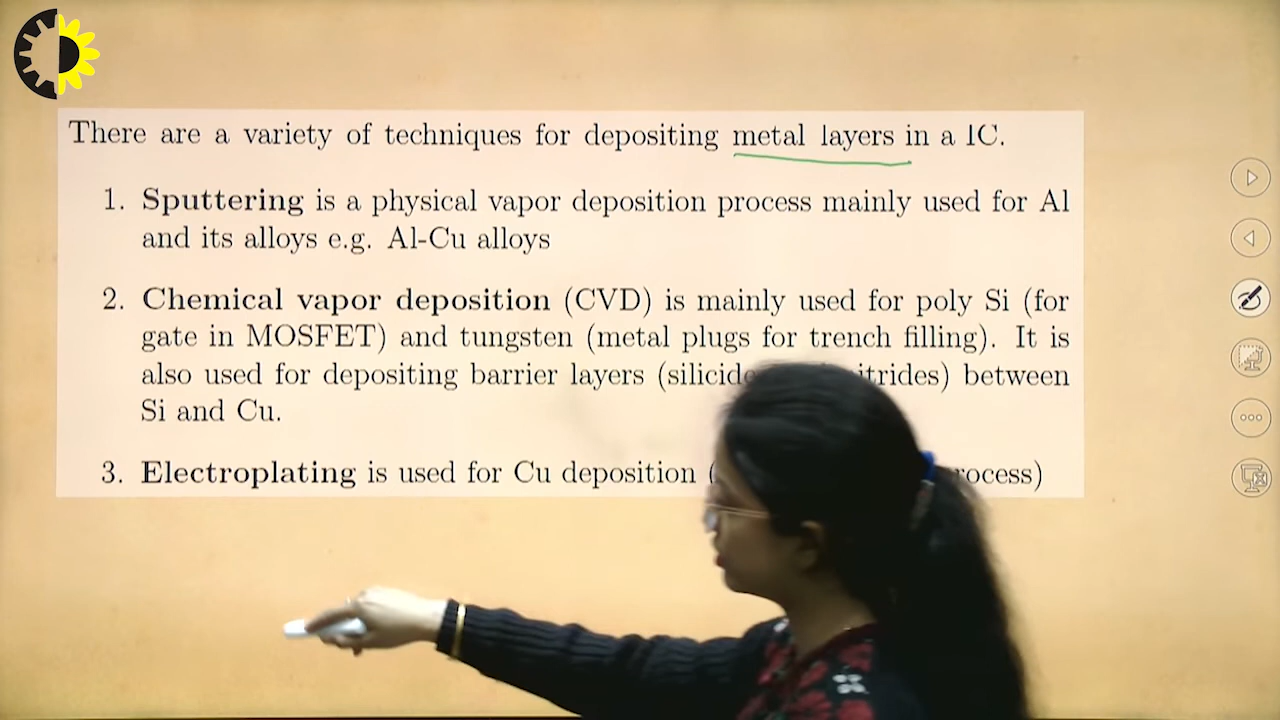 There are a variety of techniques for depositing metal layers in a IC.
1. Sputtering is a physical vapor deposition process mainly used for Al
and its alloys e.g. Al-Cu alloys
2. Chemical vapor deposition (CVD) is mainly used for poly Si (for
gate in MOSFET) and tungsten (metal plugs for trench filling). It is
also used for depositing barrier layers between
Si and Cu.
3. Electroplating is used for Cu deposition